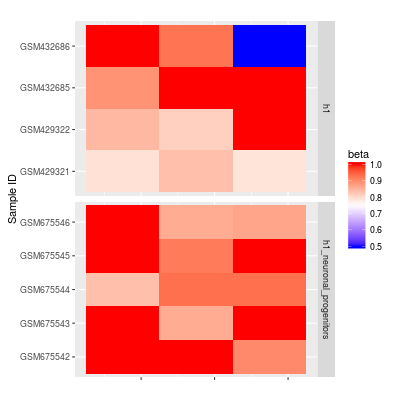 GSM432686
GSM432685
GSM429322
GSM429321
h1
GSM675546
GSM675545
GSM675544
GSM675543
GSM675542
h1_neuronal_progenitors
Sample ID
beta
1.0
0.9
0.8
0.7
0.6
0.5